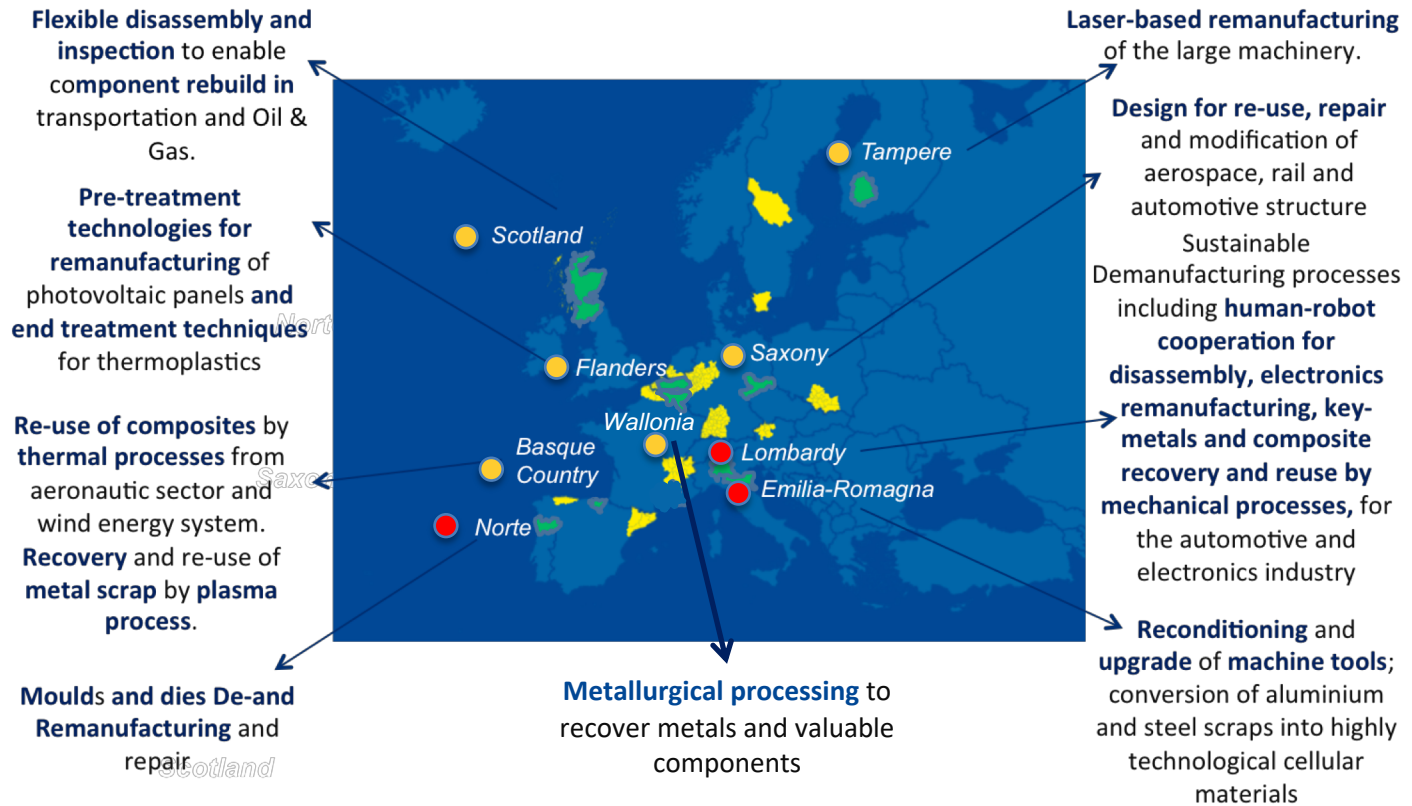 Flexible disassembly and
inspection to enable
component rebuild in
transportation and Oil &
Gas.
Pre-treatment
technologies for
remanufacturing of
photovoltaic panels and
end treatment techniques
for thermoplastics
Re-use of composites by
thermal processes from
aeronautic sector and
wind energy system.
Recovery and re-use of
metal scrap by plasma
process.
Moulds and dies De-and
Remanufacturing and
repair
Nort
Saxon
Scotland
Tampere
Scotland
Saxony
Flanders
Wallonia
Basque
Country
Lombardy
Emilia-Romagna
Norte
Metallurgical processing to
recover metals and valuable
components
Laser-based remanufacturing
of the large machinery.
Design for re-use, repair
and modification of
aerospace, rail and
automotive structure
Sustainable
Demanufacturing processes
including human-robot
cooperation for
disassembly, electronics
remanufacturing, key-
metals and composite
recovery and reuse by
mechanical processes, for
the automotive and
electronics industry
Reconditioning and
upgrade of machine tools;
conversion of aluminium
and steel scraps into highly
technological cellular
materials